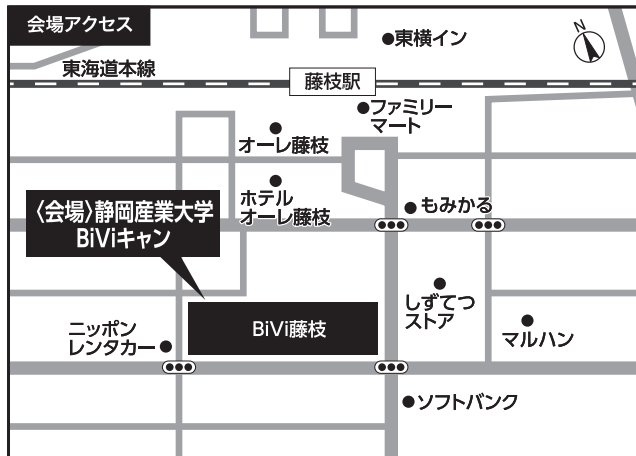 会場アクセス
N
東横イン
東海道本線
藤枝駅
ファミリー
マート
オーレ藤枝
ホテル
オーレ藤枝
もみかる
〈会場〉静岡産業大学
BiViキャン
しずてつ
ストア
BiVi藤枝
ニッポン
レンタカー
マルハン
ソフトバンク